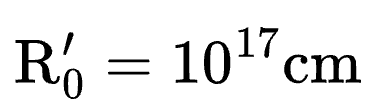 R′₀ = 10¹⁷cm